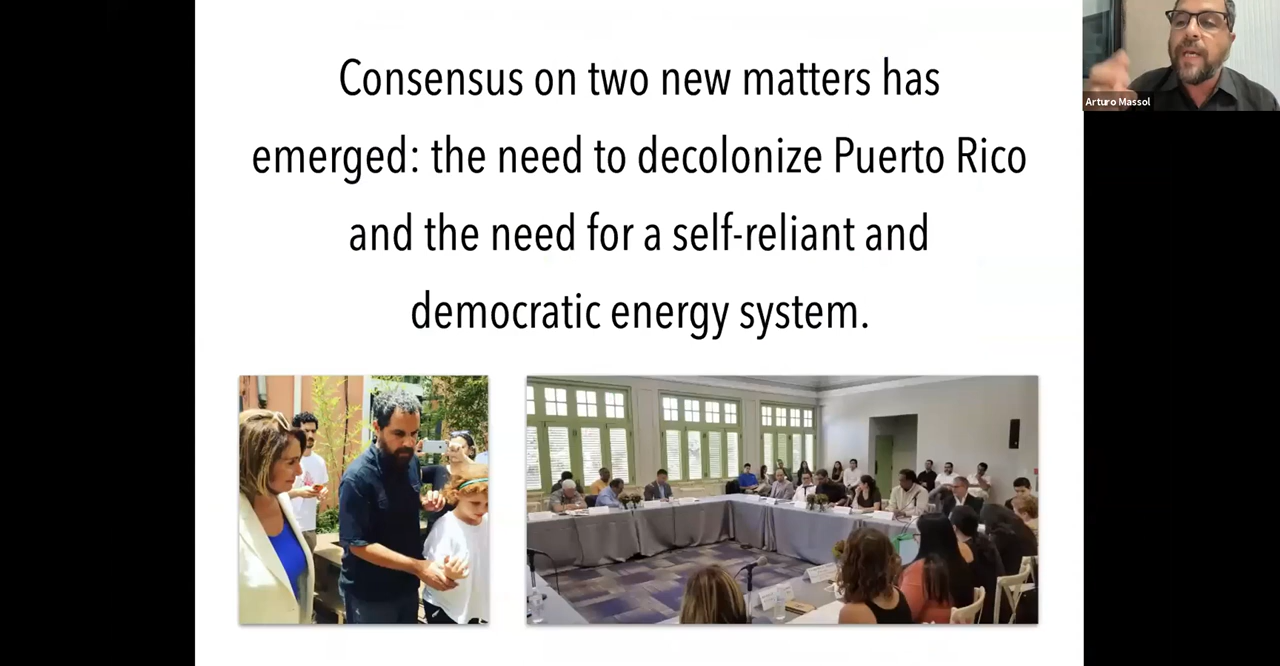 Consensus on two new matters has
emerged: the need to decolonize Puerto Rico
and the need for a self-reliant and
democratic energy system.
Arturo Massol